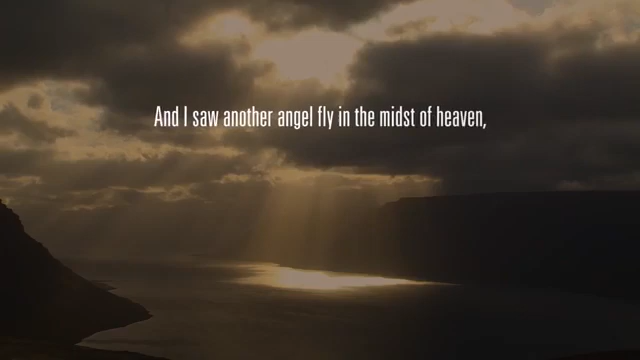 And I saw another angel fly in the midst of heaven,